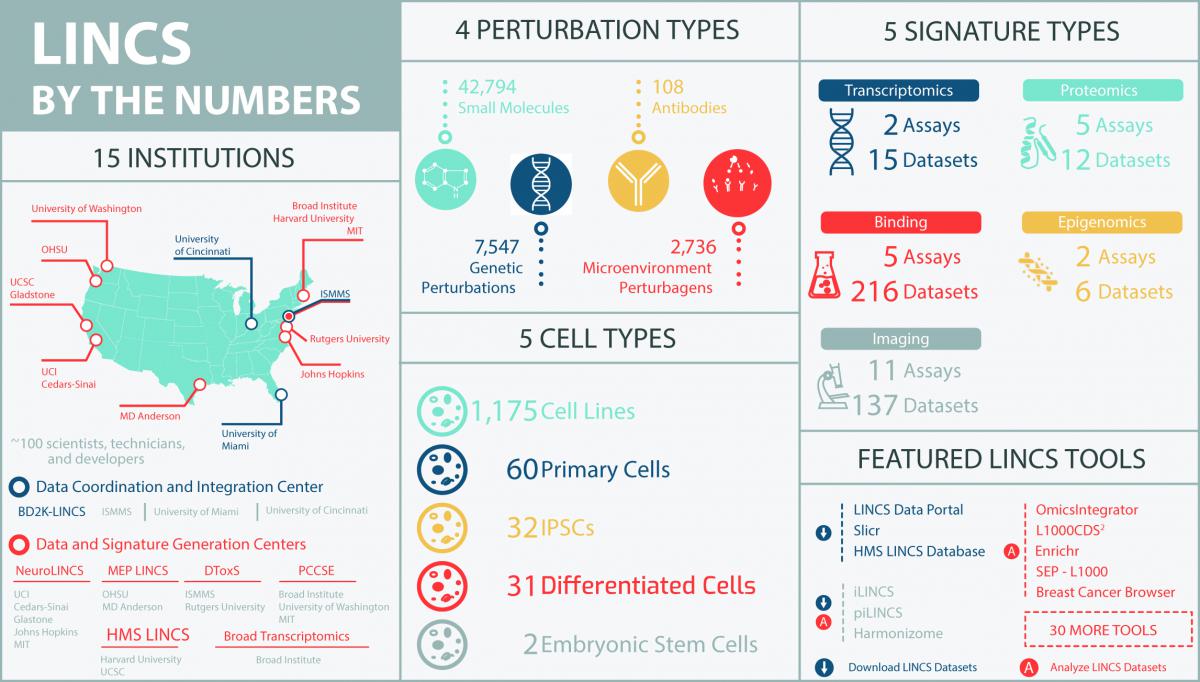 LINCS
BY THE NUMBERS
15 INSTITUTIONS
University of Washington
OHSU
UCSC
Gladstone
UCI
Cedars-Sinai
MD Anderson
University
of Cincinnati
Broad Institute
Harvard University
MIT
ISMMS
Rutgers University
Johns Hopkins
University of
Miami
~100 scientists, technicians,
and developers
Data Coordination and Integration Center
BD2K-LINCS
ISMMS
University of Miami
University of Cincinnati
Data and Signature Generation Centers
NeuroLINCS
UCI
Cedars-Sinai
Glastone
Johns Hopkins
MIT
MEP LINCS
OHSU
MD Anderson
DToxS
ISMMS
Rutgers University
PCCSE
Broad Institute
University of Washington
MIT
HMS LINCS
Harvard University
UCSC
Broad Transcriptomics
Broad Institute
4 PERTURBATION TYPES
42,794
Small Molecules
108
Antibodies
7,547
Genetic
Perturbations
2,736
Microenvironment
Perturbagens
5 CELL TYPES
1,175 Cell Lines
60 Primary Cells
32 IPSCs
31 Differentiated Cells
2 Embryonic Stem Cells
5 SIGNATURE TYPES
Transcriptomics
2 Assays
15 Datasets
Proteomics
5 Assays
12 Datasets
Binding
5 Assays
216 Datasets
Epigenomics
2 Assays
6 Datasets
Imaging
11 Assays
137 Datasets
FEATURED LINCS TOOLS
LINCS Data Portal
Slicr
HMS LINCS Database
A
iLINCS
piLINCS
Harmonizome
A
OmicsIntegrator
L1000CDS²
Enrichr
SEP - L1000
Breast Cancer Browser
30 MORE TOOLS
Download LINCS Datasets
A Analyze LINCS Datasets